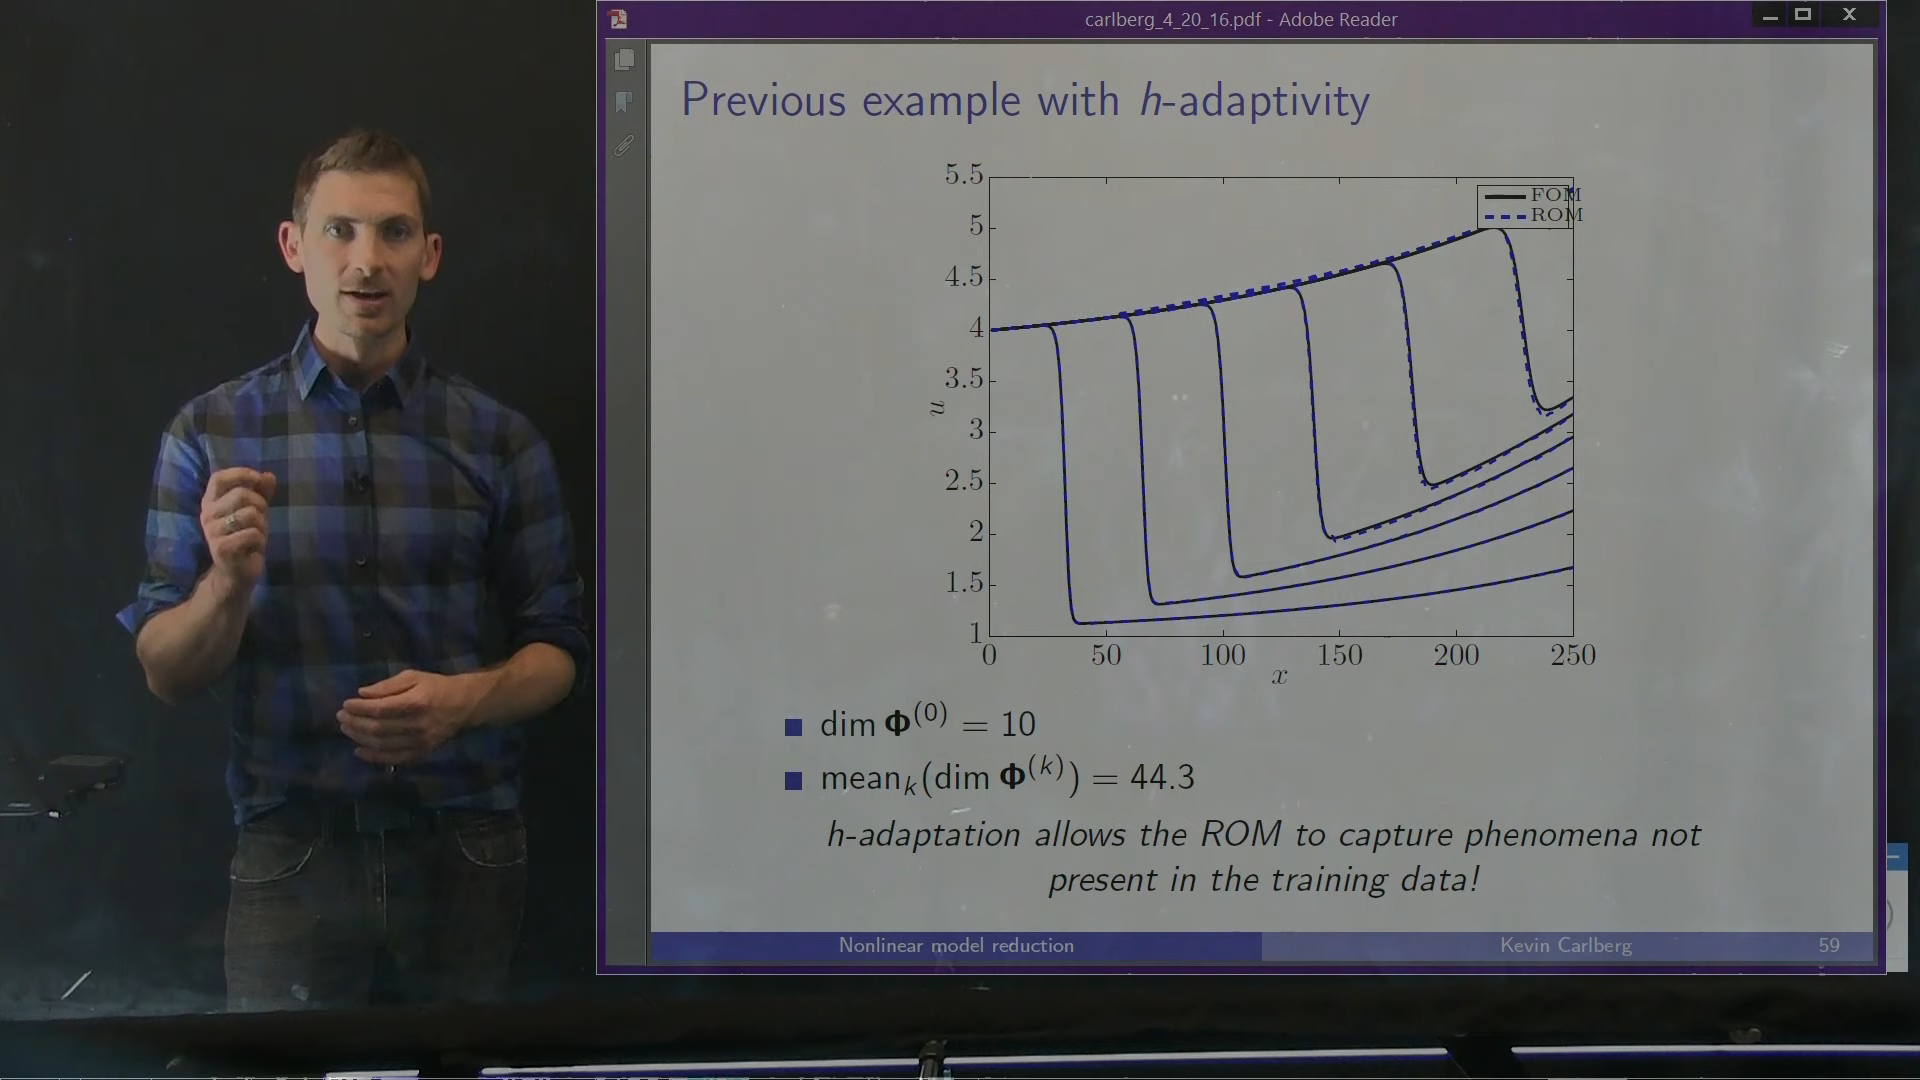 carlberg_4_20_16.pdf - Adobe Reader
X
Previous example with h-adaptivity
5.5
5
4.5
4
3.5
3
2.5
2
1.5
1
u
FOM
ROM
0 50 100 150 200 250
x
dim Φ(0) = 10
meank(dim Φ(k)) = 44.3
h-adaptation allows the ROM to capture phenomena not
present in the training data!
Nonlinear model reduction Kevin Carlberg 59